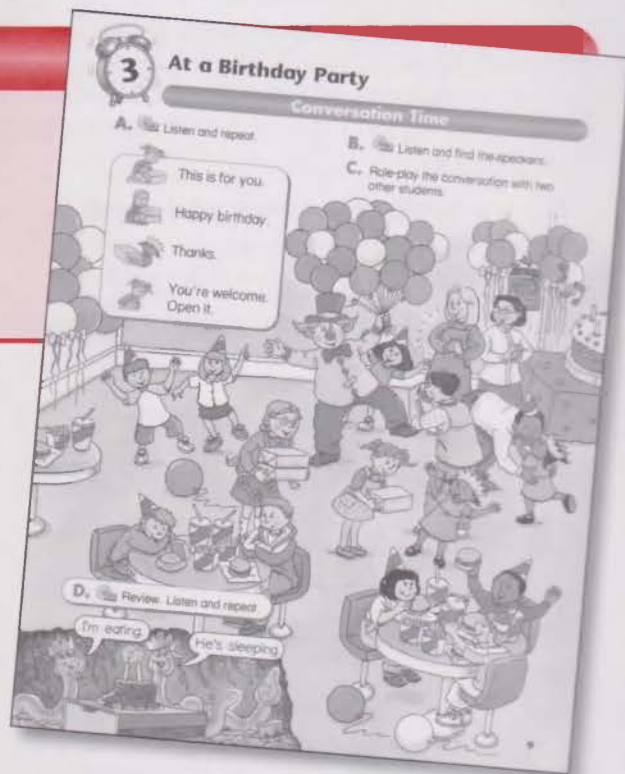 3
At a Birthday Party
Conversation Time
A. Listen and repeat.
This is for you.
Happy birthday.
Thanks.
You're welcome.
Open it.
B. Listen and find the speakers.
C. Role-play the conversation with two
other students.
D. Review. Listen and repeat.
I'm eating.
He's sleeping.
9